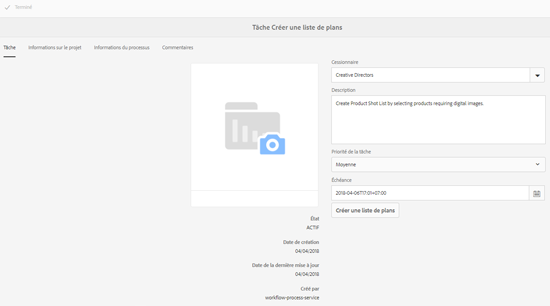 Terminé
Tâche Créer une liste de plans
Tâche
Informations sur le projet
Informations du processus
Commentaires
Cessionnaire
Creative Directors
Description
Create Product Shot List by selecting products requiring digital images.
Priorité de la tâche
Moyenne
Échéance
2018-04-06T17:01+07:00
Créer une liste de plans
État
ACTIF
Date de création
04/04/2018
Date de la dernière mise à jour
04/04/2018
Créé par
workflow-process-service